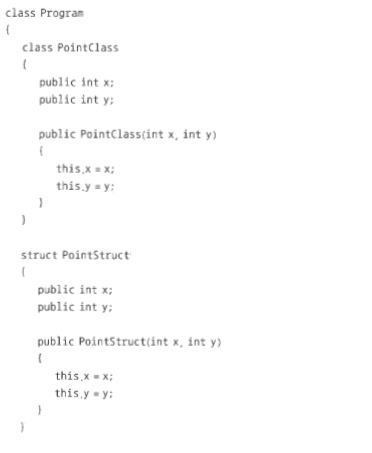 class Program
{
class PointClass
{
public int x;
public int y;
public PointClass(int x, int y)
{
this.x = x;
this.y = y;
}
}
struct PointStruct
{
public int x;
public int y;
public PointStruct(int x, int y)
{
this.x = x;
this.y = y;
}
}